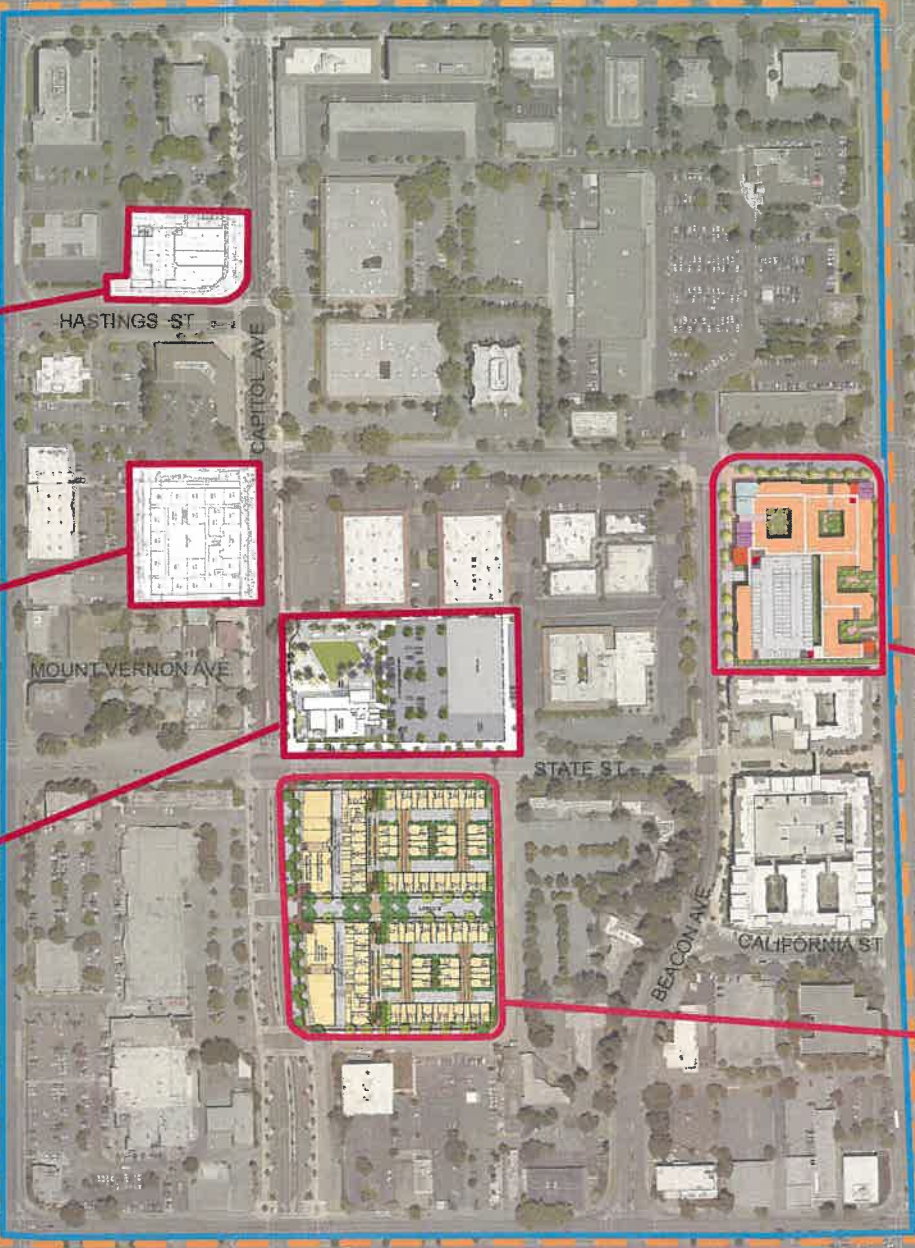 HASTINGS ST
CAPITOL AVE
MOUNT VERNON AVE
STATE ST
BEACON AVE
CALIFORNIA ST